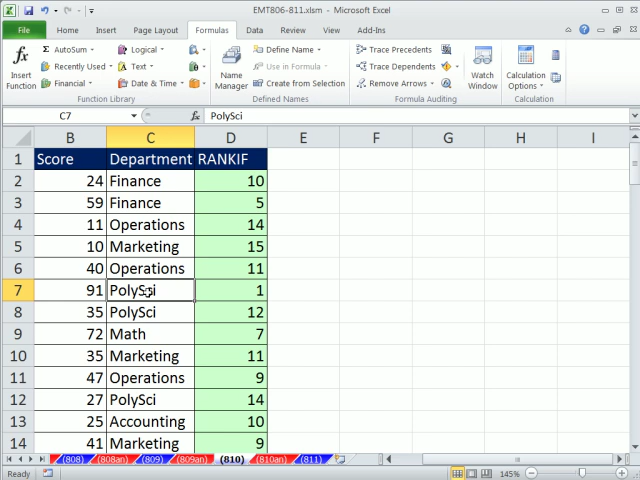 EMT806-811.xlsm - Microsoft Excel
File Home Insert Page Layout Formulas Data Review View Add-Ins
Insert Function
AutoSum
Recently Used
Financial
Logical
Text
Date & Time
Function Library
Name Manager
Define Name
Use in Formula
Create from Selection
Defined Names
Trace Precedents
Trace Dependents
Remove Arrows
Formula Auditing
Watch Window
Calculation Options
Calculation
C7 fx PolySci
B C D E F G H I
1 Score Department RANKIF
2 24 Finance 10
3 59 Finance 5
4 11 Operations 14
5 10 Marketing 15
6 40 Operations 11
7 91 PolySci 1
8 35 PolySci 12
9 72 Math 7
10 35 Marketing 11
11 47 Operations 9
12 27 PolySci 14
13 25 Accounting 10
14 41 Marketing 9
(808) (808an) (809) (809an) (810) (810an) (811)
Ready 145%